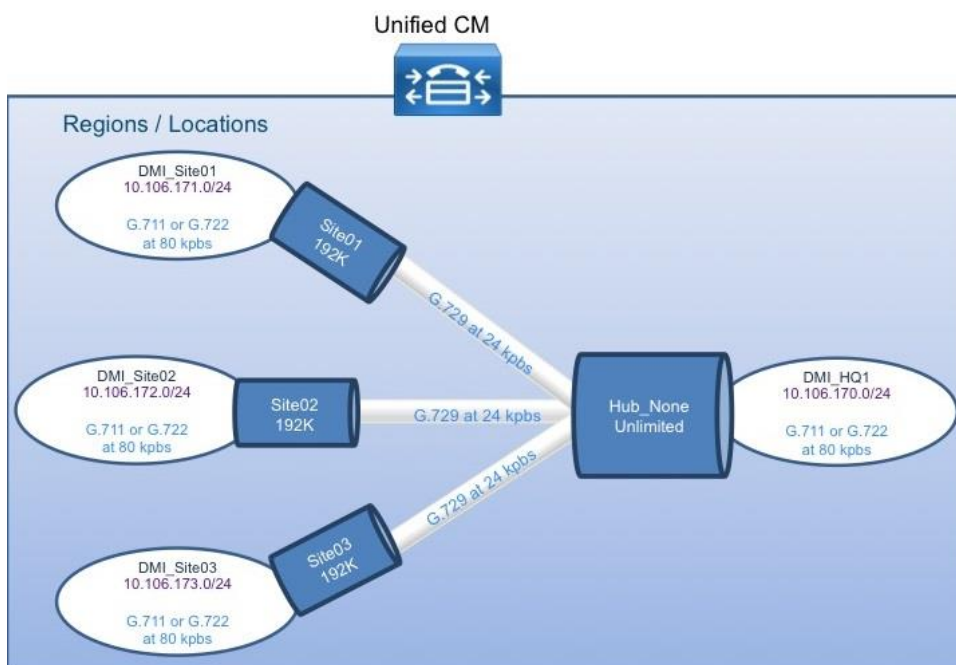 Unified CM
Regions / Locations
DMI_Site01
10.106.171.0/24
G.711 or G.722
at 80 kpbs
Site01
192K
G.729 at 24 kpbs
DMI_Site02
10.106.172.0/24
G.711 or G.722
at 80 kpbs
Site02
192K
G.729 at 24 kpbs
Hub_None
Unlimited
DMI_HQ1
10.106.170.0/24
G.711 or G.722
at 80 kpbs
G.729 at 24 kpbs
Site03
192K
DMI_Site03
10.106.173.0/24
G.711 or G.722
at 80 kpbs